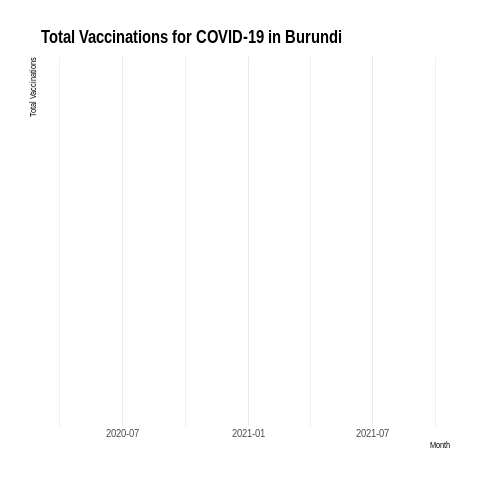 Total Vaccinations for COVID-19 in Burundi
Total Vaccinations
2020-07 2021-01 2021-07
Month